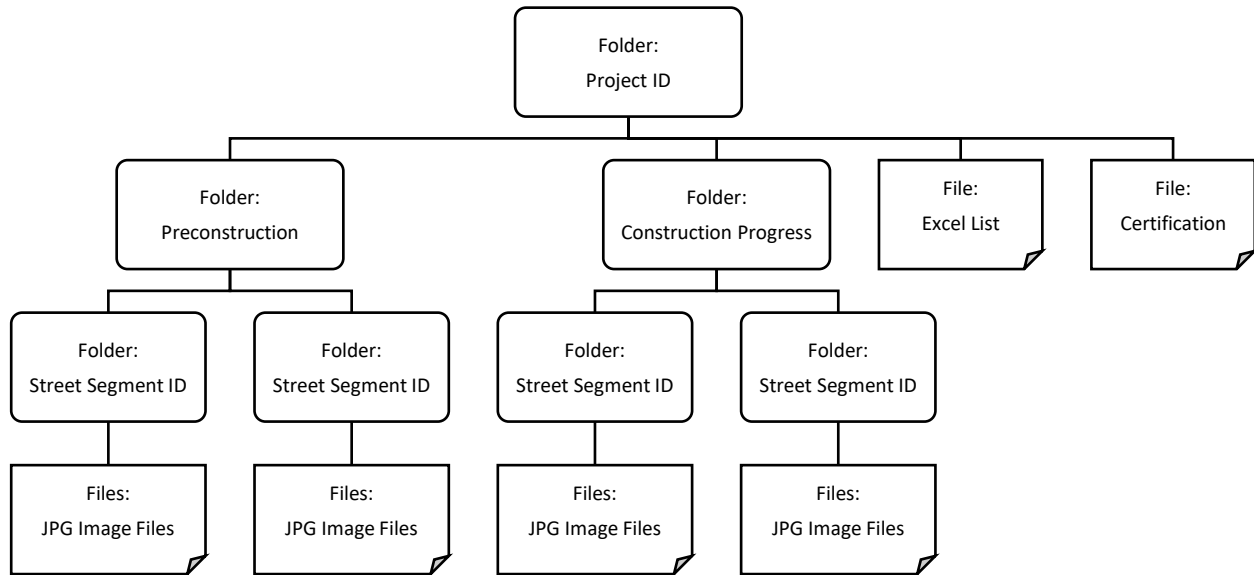 Folder:
Project ID
Folder:
Preconstruction
Folder:
Construction Progress
File:
Excel List
File:
Certification
Folder:
Street Segment ID
Folder:
Street Segment ID
Folder:
Street Segment ID
Folder:
Street Segment ID
Files:
JPG Image Files
Files:
JPG Image Files
Files:
JPG Image Files
Files:
JPG Image Files